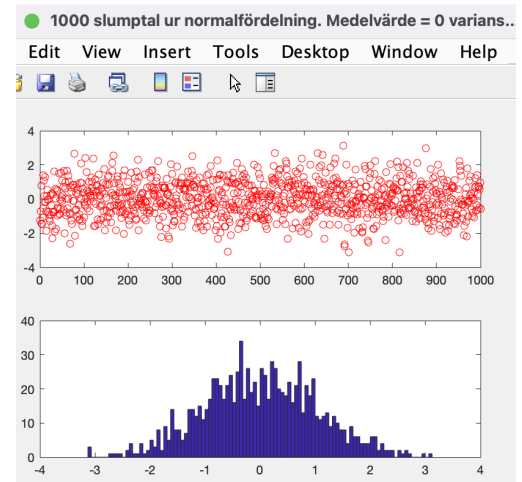 1000 slumptal ur normalfördelning. Medelvärde = 0 varians...
Edit View Insert Tools Desktop Window Help
4
2
0
-2
-4
0 100 200 300 400 500 600 700 800 900 1000
40
30
20
10
0
-4 -3 -2 -1 0 1 2 3 4